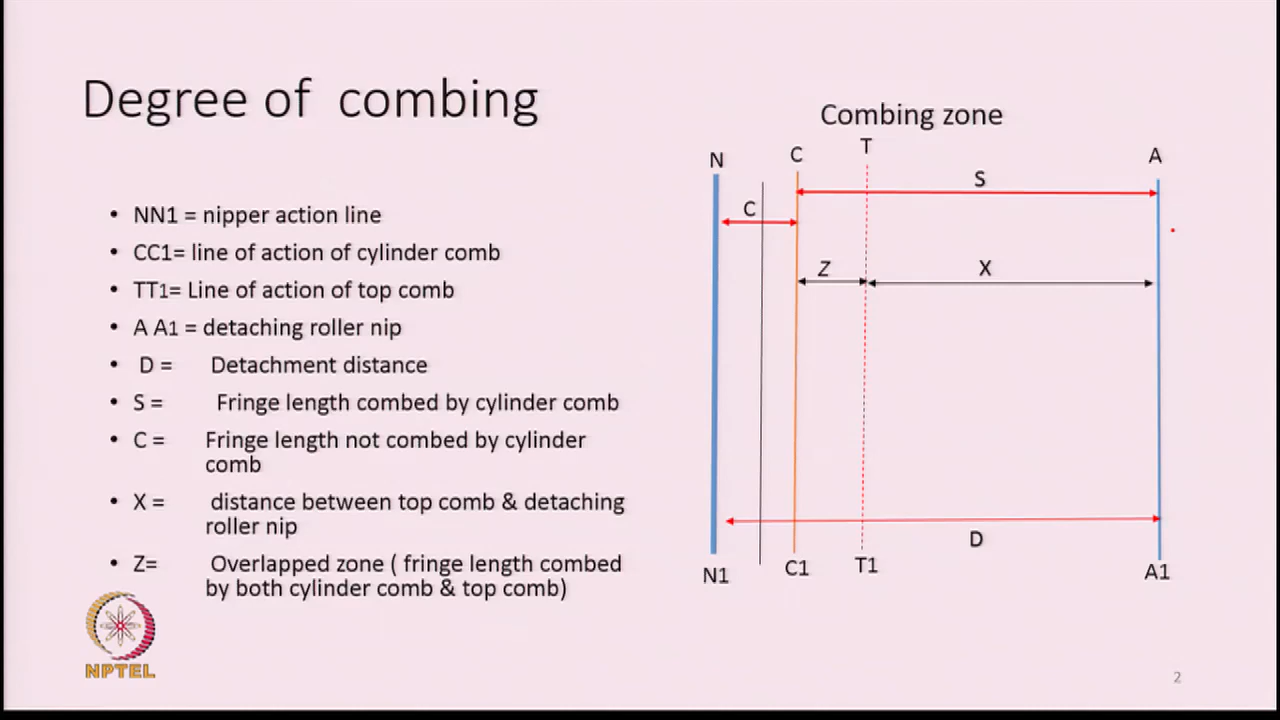 Degree of combing
• NN1 = nipper action line
• CC1= line of action of cylinder comb
• TT1= Line of action of top comb
• A A1 = detaching roller nip
• D = Detachment distance
• S = Fringe length combed by cylinder comb
• C = Fringe length not combed by cylinder
comb
• X = distance between top comb & detaching
roller nip
• Z= Overlapped zone ( fringe length combed
by both cylinder comb & top comb)
NPTEL
Combing zone
N C T A
S
C
Z X
D
N1 C1 T1 A1
2